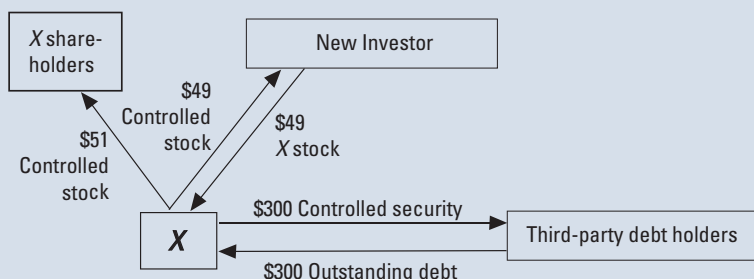 X share-
holders
New Investor
$49
Controlled
stock
$51
Controlled
stock
$49
X stock
$300 Controlled security
X
Third-party debt holders
$300 Outstanding debt